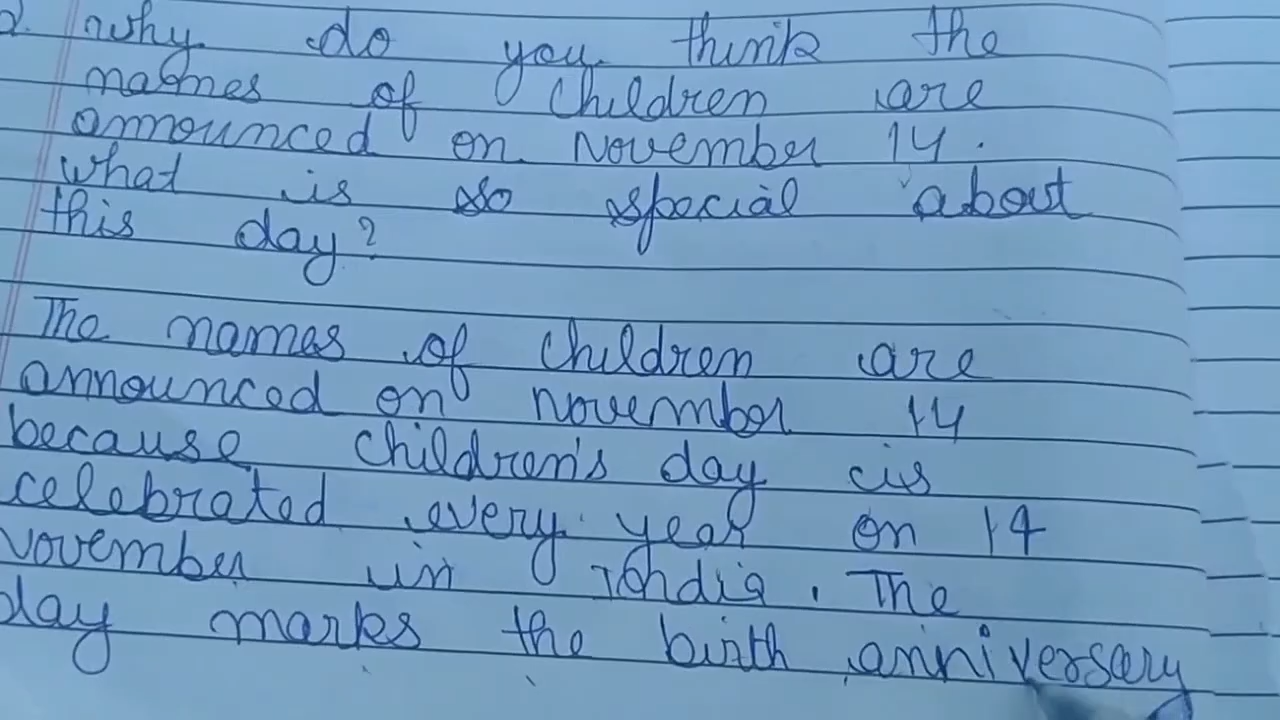 2. why do you think the
names of children are
announced on November 14.
what is so special about
this day?
The names of children are
announced on november 14
because children's day is
celebrated every year on 14
november in India. The
day marks the birth anniversary